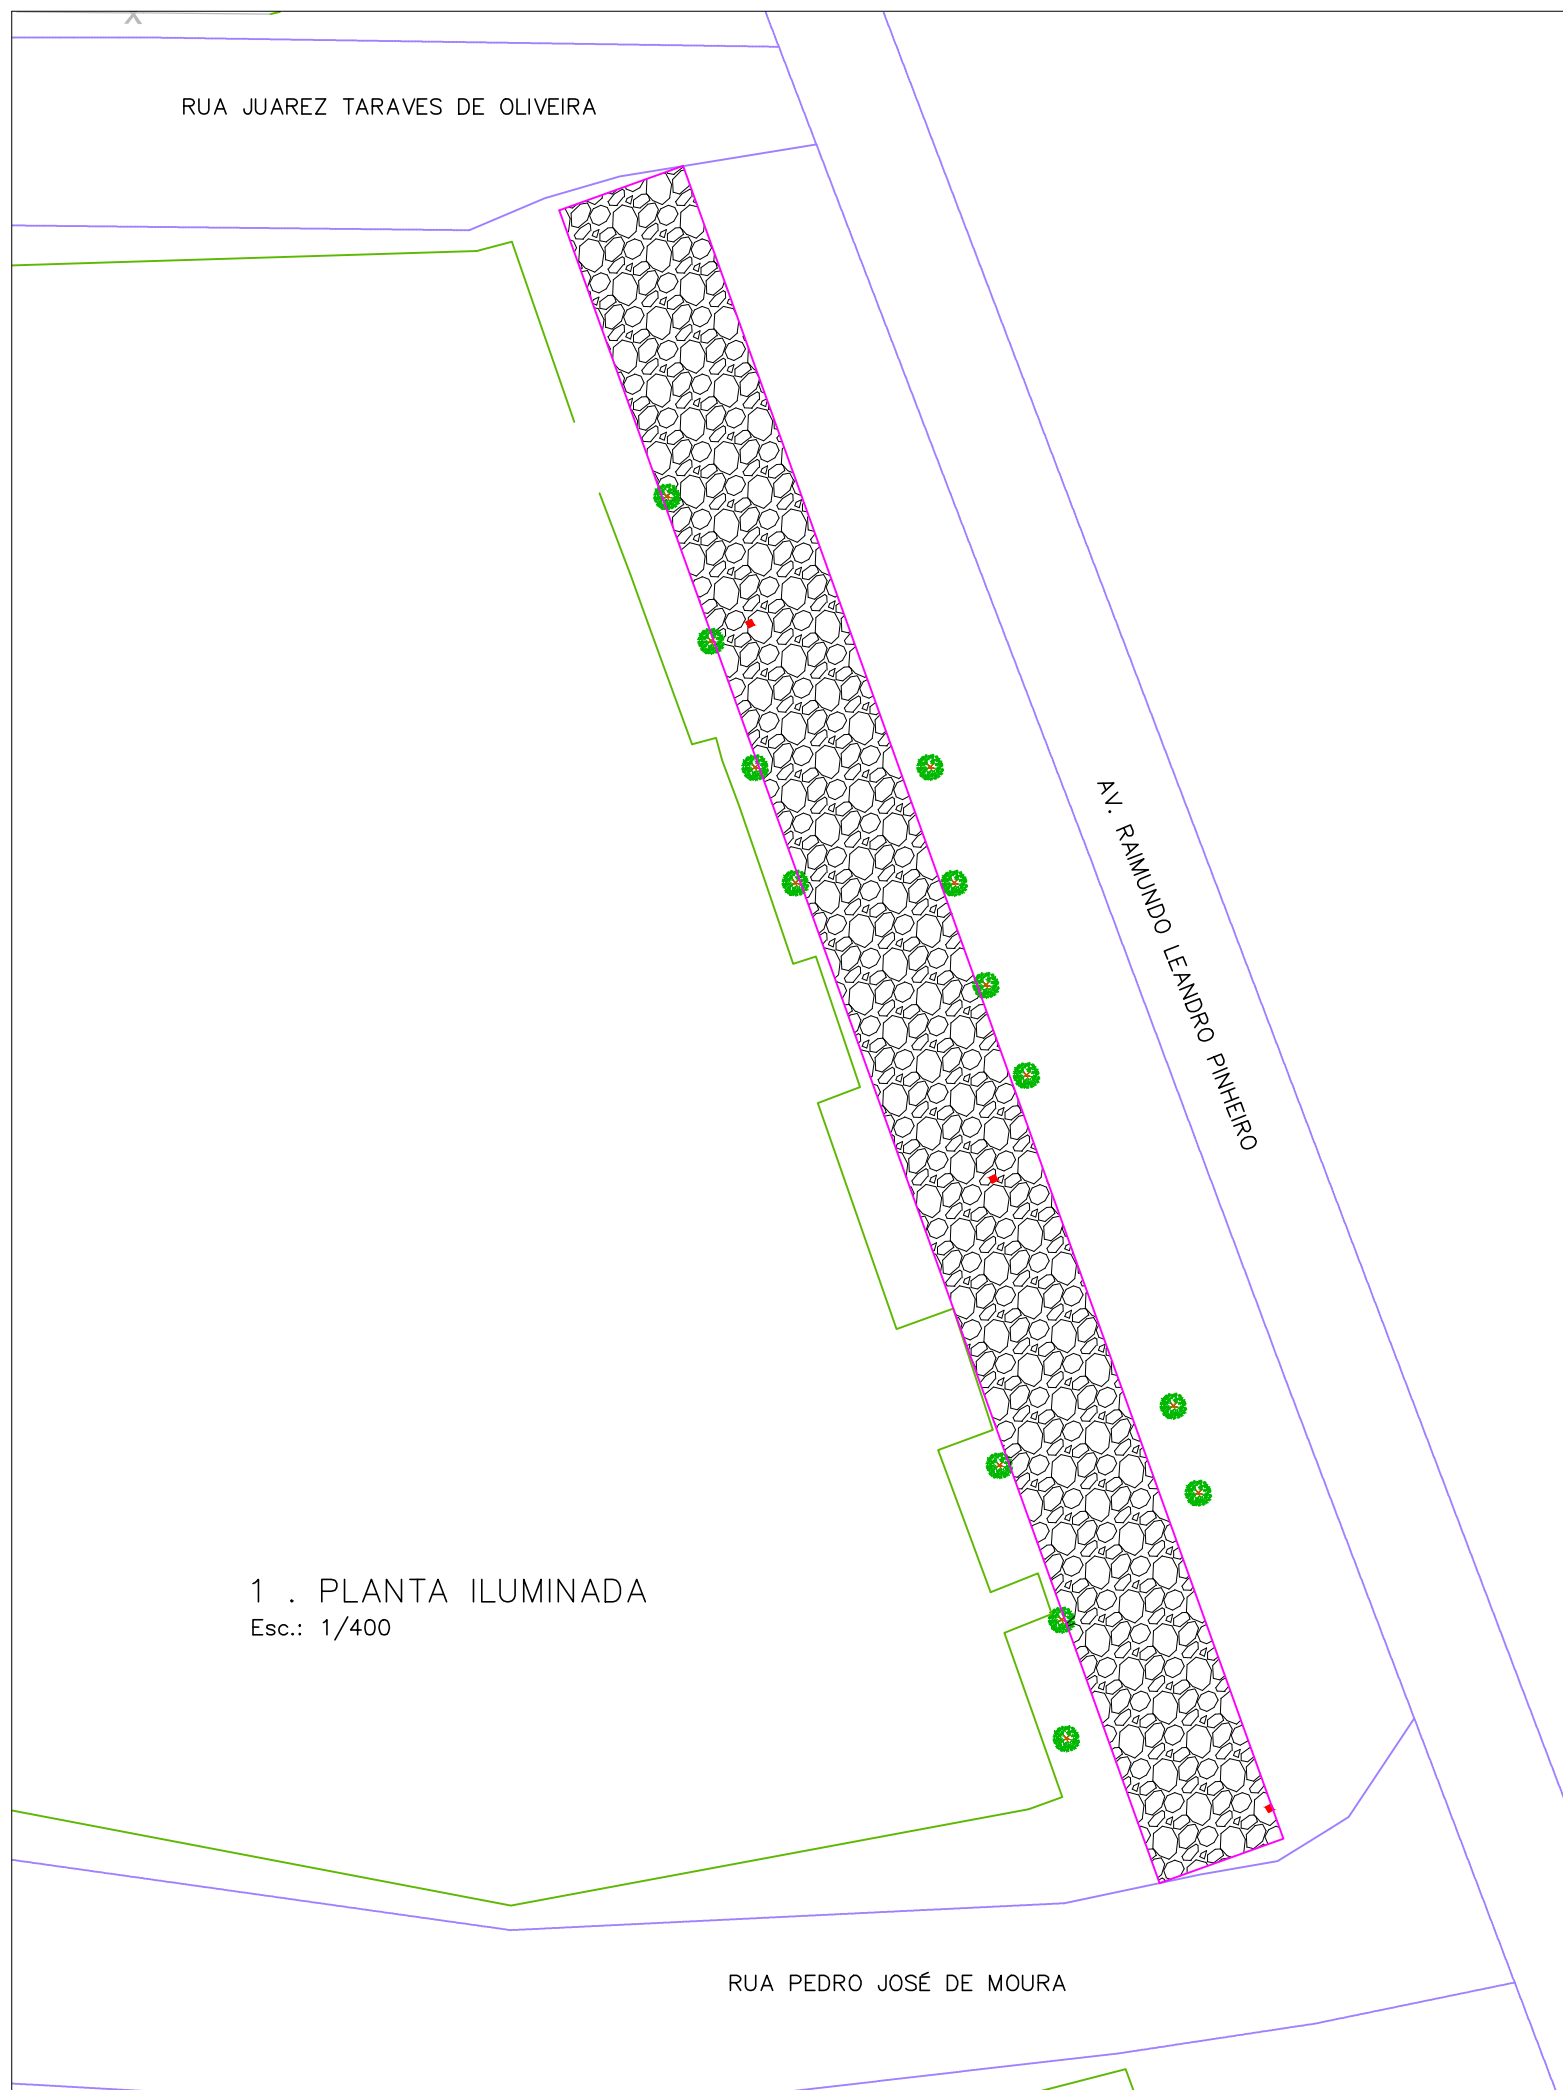 RUA JUAREZ TARAVES DE OLIVEIRA
AV. RAIMUNDO LEANDRO PINHEIRO
1 . PLANTA ILUMINADA
Esc.: 1/400
RUA PEDRO JOSÉ DE MOURA